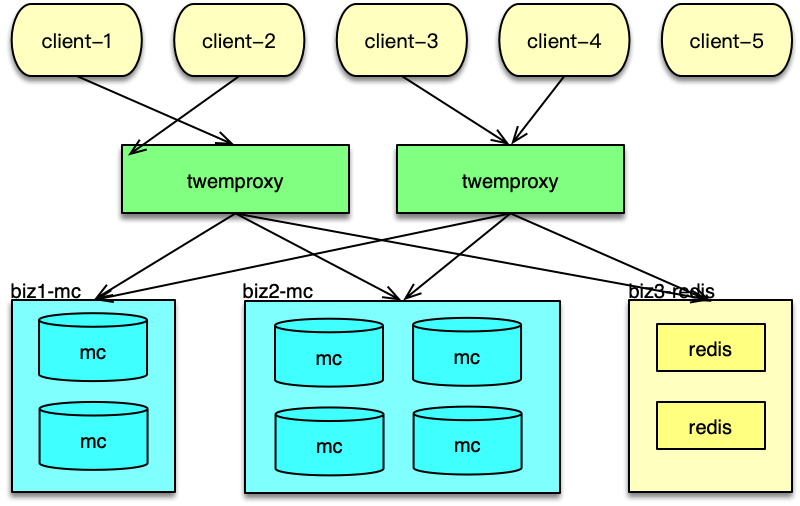 client-1
client-2
client-3
client-4
client-5
twemproxy
twemproxy
biz1-mc
biz2-mc
biz3-redis
mc
mc
mc
redis
mc
mc
mc
redis